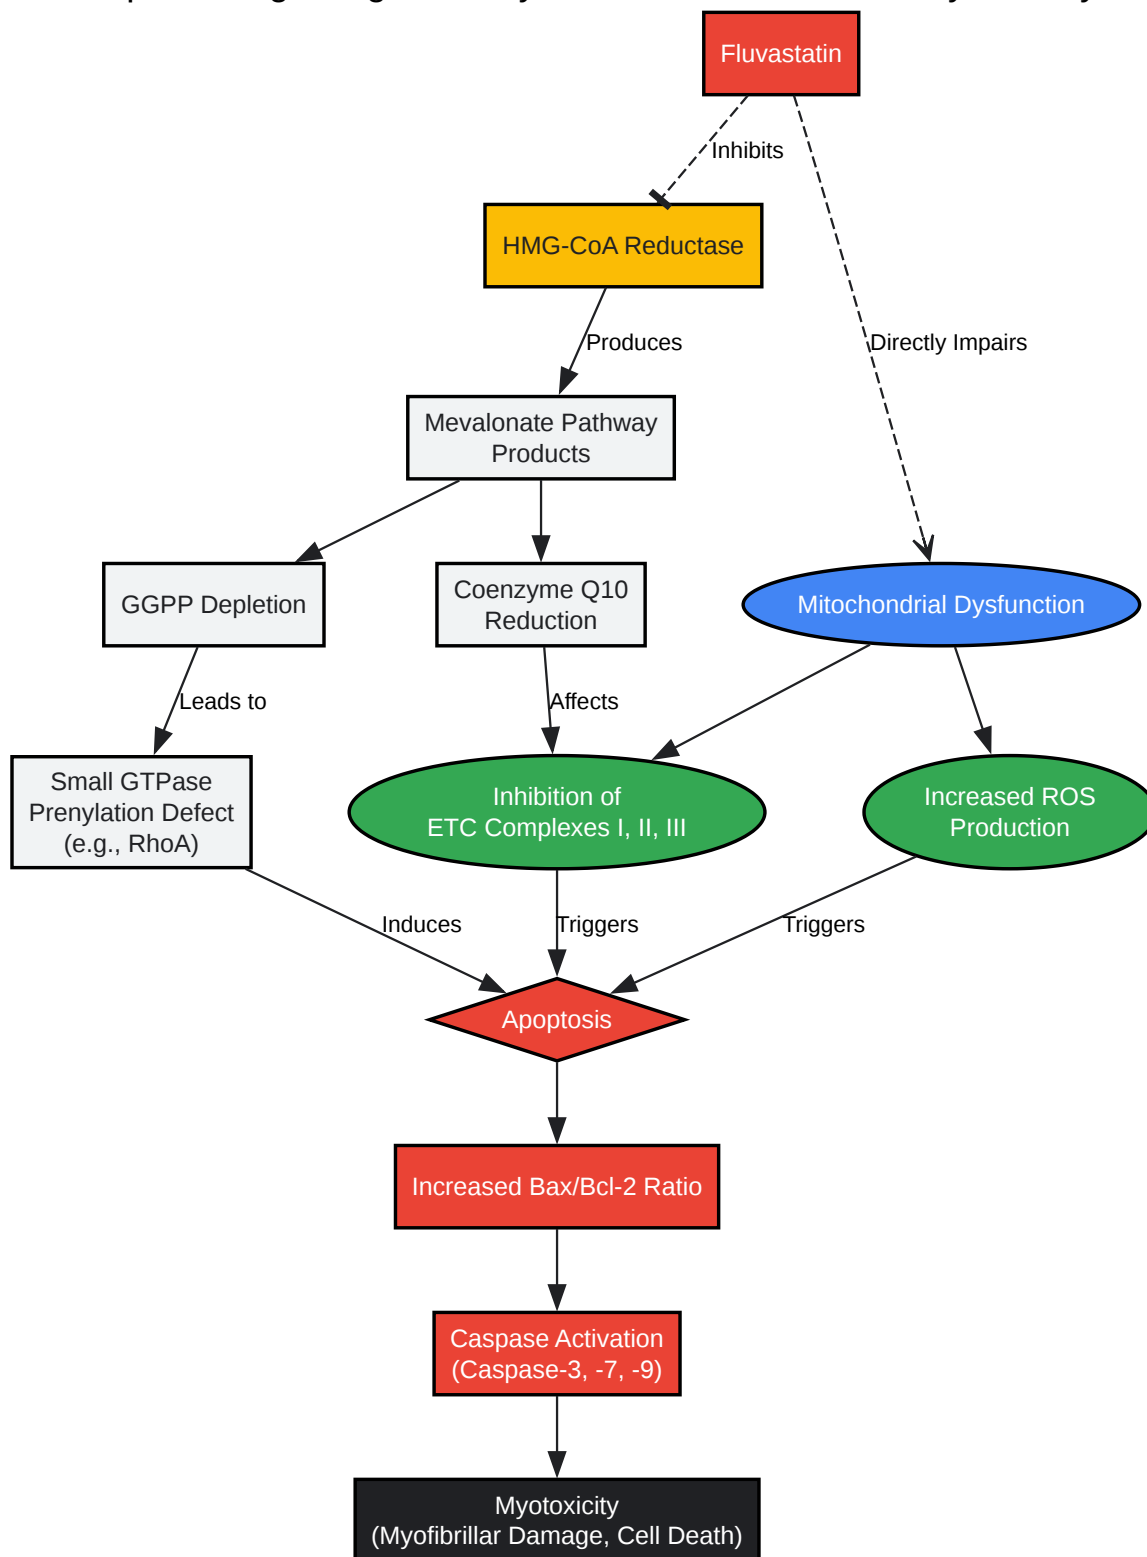 Fluvastatin
Inhibits
HMG-CoA Reductase
Produces
Directly Impairs
Mevalonate Pathway
Products
GGPP Depletion
Coenzyme Q10
Reduction
Mitochondrial Dysfunction
Leads to
Affects
Small GTPase
Prenylation Defect
(e.g., RhoA)
Inhibition of
ETC Complexes I, II, III
Increased ROS
Production
Induces
Triggers
Triggers
Apoptosis
Increased Bax/Bcl-2 Ratio
Caspase Activation
(Caspase-3, -7, -9)
Myotoxicity
(Myofibrillar Damage, Cell Death)